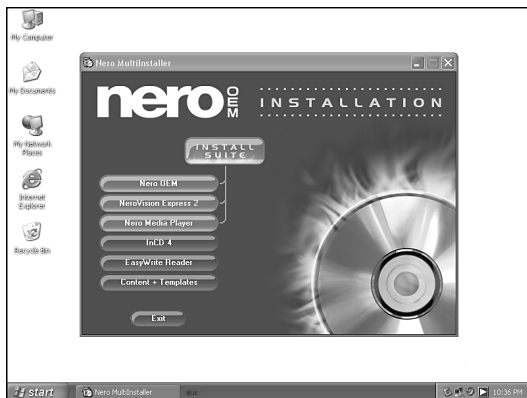 My Computer
My Documents
My Network
Places
Internet
Explorer
Recycle Bin
Nero MultiInstaller
nero OEM INSTALLATION
INSTALL
SUITE
Nero OEM
NeroVision Express 2
Nero Media Player
InCD 4
EasyWrite Reader
Content + Templates
Exit
start
Nero MultiInstaller
10:36 PM